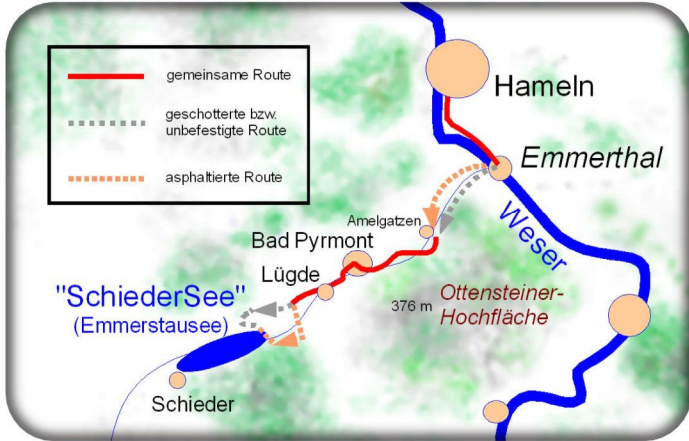 gemeinsame Route
geschotterte bzw.
unbefestigte Route
asphaltierte Route
Hameln
Emmerthal
Weser
Amelgatzen
Bad Pyrmont
Lügde
"SchiederSee"
(Emmerstausee)
376 m
Ottensteiner-
Hochfläche
Schieder